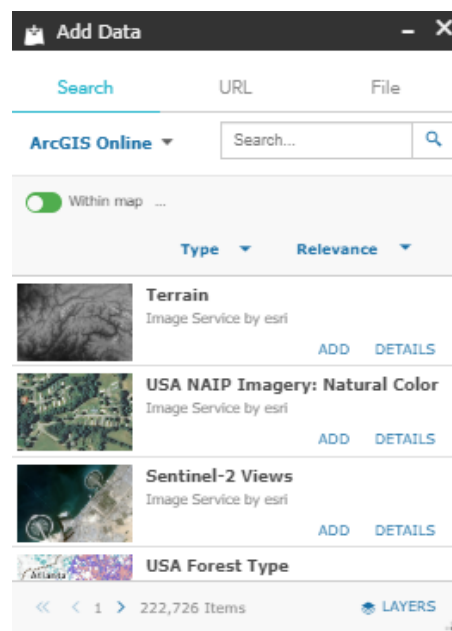 Add Data
Search URL File
ArcGIS Online Search...
Within map ...
Type Relevance
Terrain
Image Service by esri
ADD DETAILS
USA NAIP Imagery: Natural Color
Image Service by esri
ADD DETAILS
Sentinel-2 Views
Image Service by esri
ADD DETAILS
USA Forest Type
Atlanta
« < 1 > 222,726 Items LAYERS